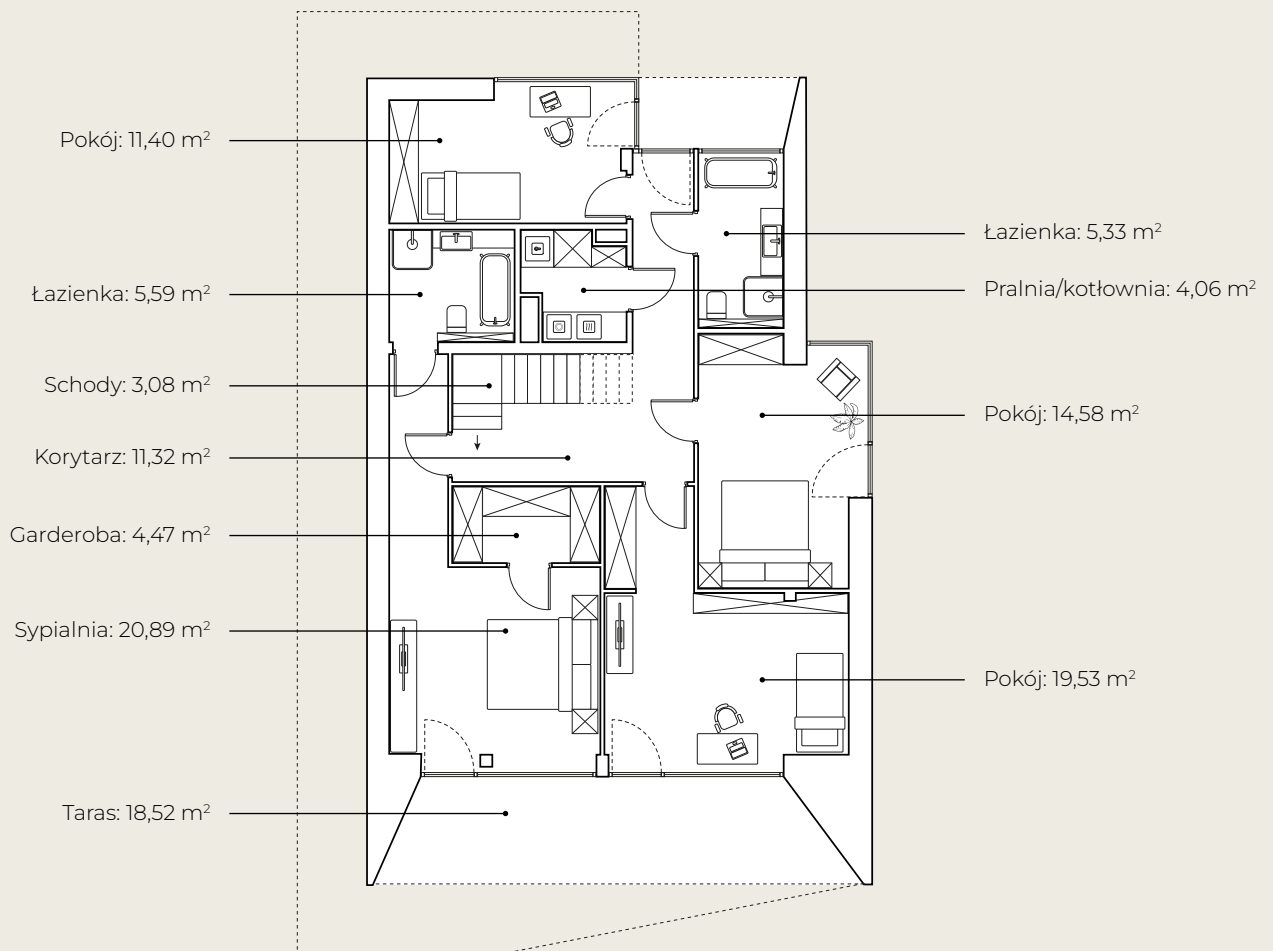 Pokój: 11,40 m²
Łazienka: 5,59 m²
Schody: 3,08 m²
Korytarz: 11,32 m²
Garderoba: 4,47 m²
Sypialnia: 20,89 m²
Taras: 18,52 m²
Łazienka: 5,33 m²
Pralnia/kotłownia: 4,06 m²
Pokój: 14,58 m²
Pokój: 19,53 m²